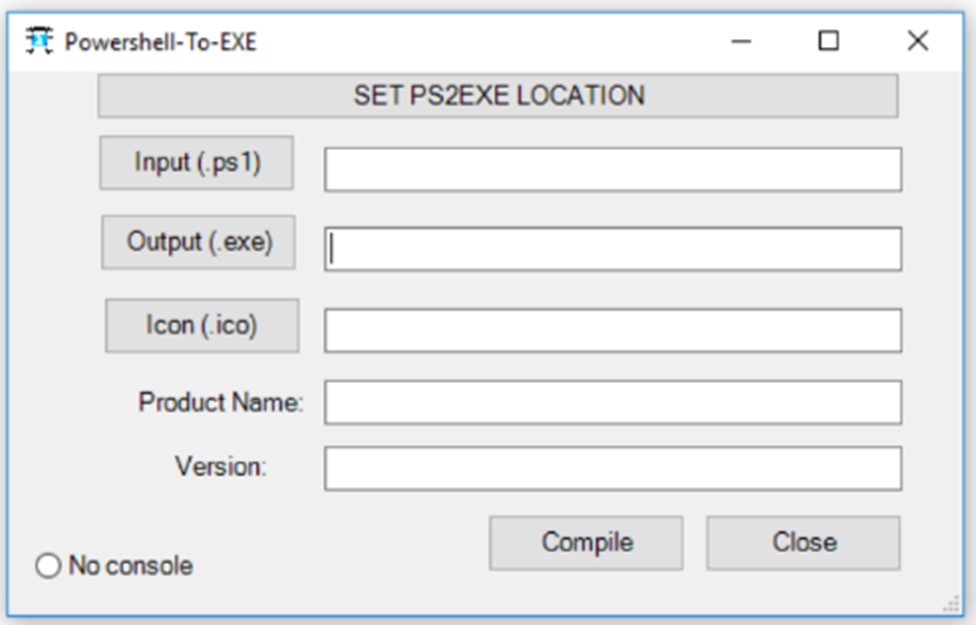 Powershell-To-EXE
SET PS2EXE LOCATION
Input (.ps1)
Output (.exe)
Icon (.ico)
Product Name:
Version:
Compile
Close
No console